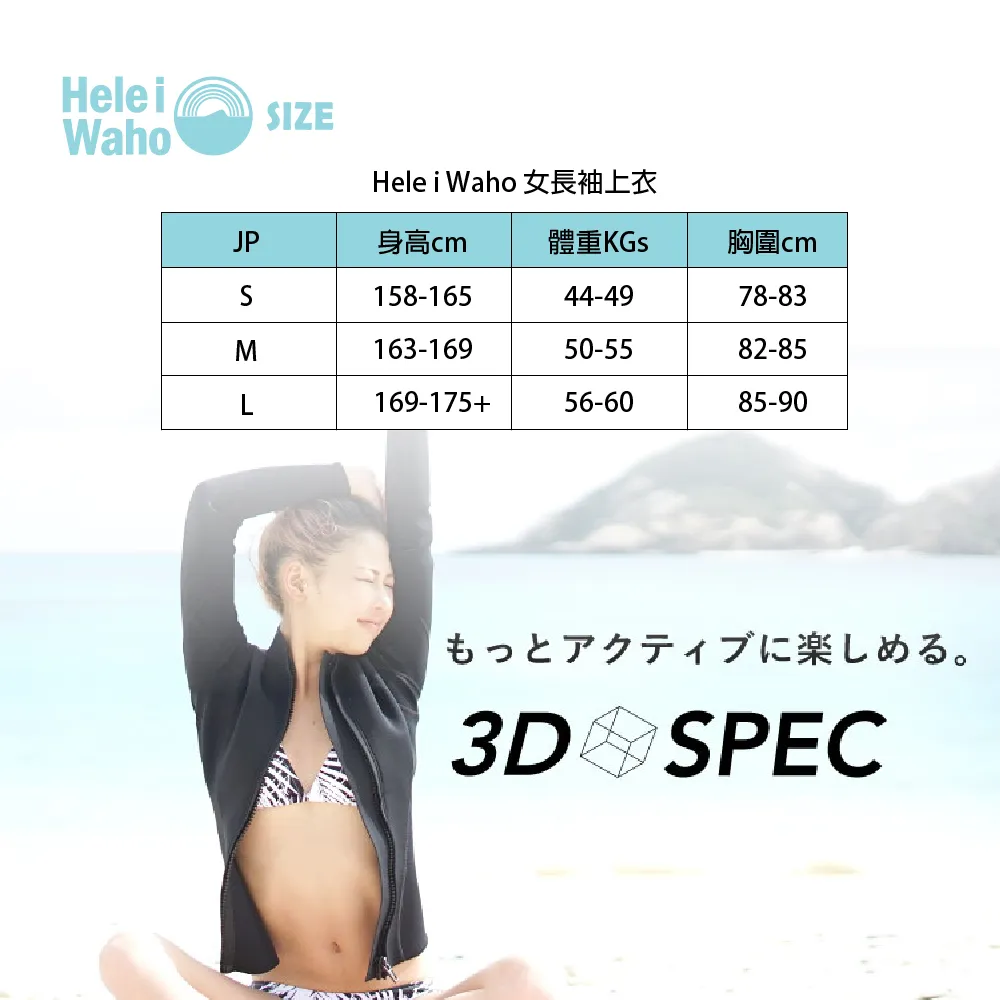 Hele i
Waho SIZE
Hele i Waho 女長袖上衣
JP 身高cm 體重KGs 胸圍cm
S 158-165 44-49 78-83
M 163-169 50-55 82-85
L 169-175+ 56-60 85-90
もっとアクティブに楽しめる。
3D SPEC